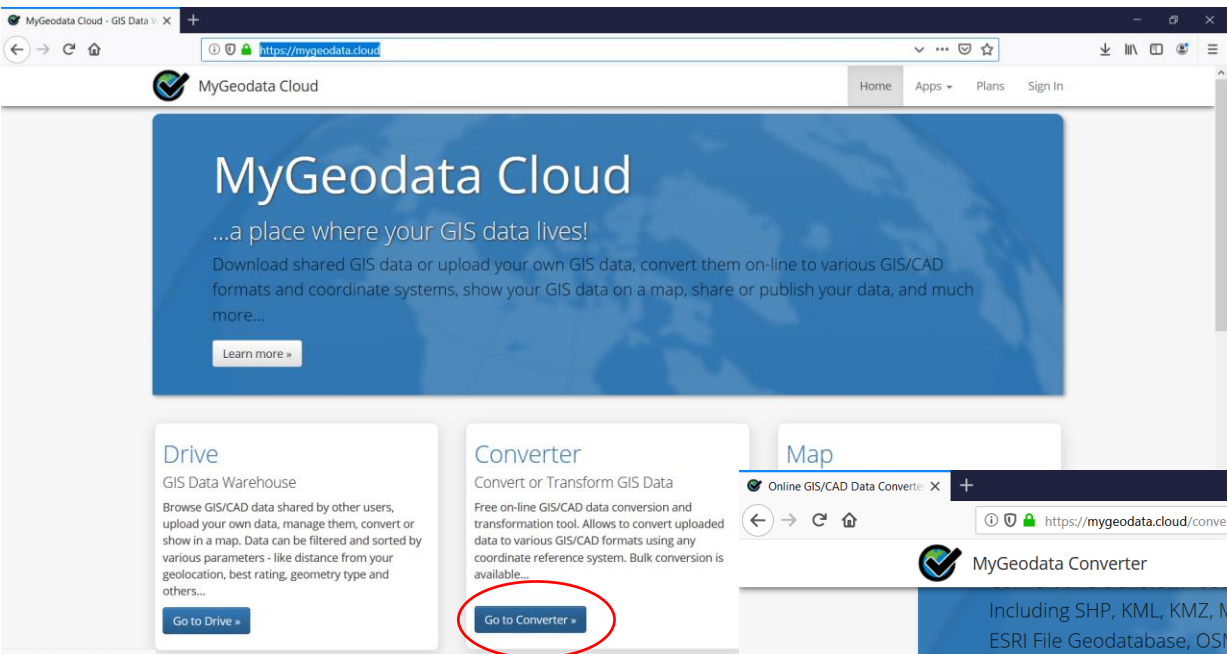 MyGeodata Cloud - GIS Data
https://mygeodata.cloud
MyGeodata Cloud
Home Apps Plans Sign In
MyGeodata Cloud
...a place where your GIS data lives!
Download shared GIS data or upload your own GIS data, convert them on-line to various GIS/CAD
formats and coordinate systems, show your GIS data on a map, share or publish your data, and much
more...
Learn more »
Drive
GIS Data Warehouse
Browse GIS/CAD data shared by other users,
upload your own data, manage them, convert or
show in a map. Data can be filtered and sorted by
various parameters - like distance from your
geolocation, best rating, geometry type and
others...
Go to Drive »
Converter
Convert or Transform GIS Data
Free on-line GIS/CAD data conversion and
transformation tool. Allows to convert uploaded
data to various GIS/CAD formats using any
coordinate reference system. Bulk conversion is
available...
Go to Converter »
Map
Online GIS/CAD Data Converte
https://mygeodata.cloud/conve
MyGeodata Converter
Including SHP, KML, KMZ,
ESRI File Geodatabase,